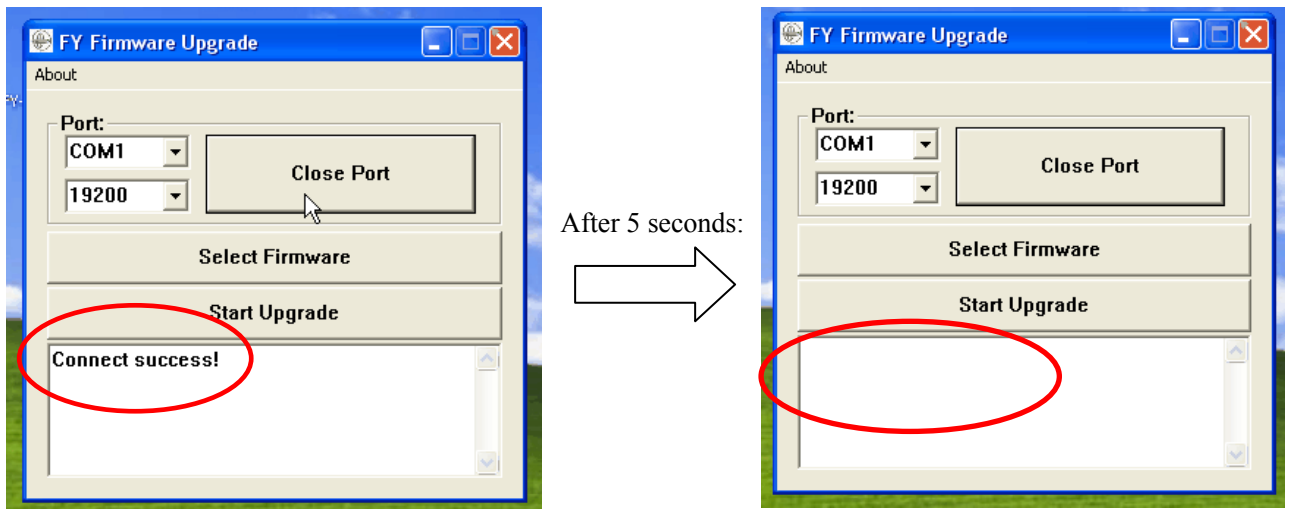 FY Firmware Upgrade
About
Port:
COM1
Close Port
19200
Select Firmware
Start Upgrade
Connect success!
After 5 seconds:
FY Firmware Upgrade
About
Port:
COM1
Close Port
19200
Select Firmware
Start Upgrade